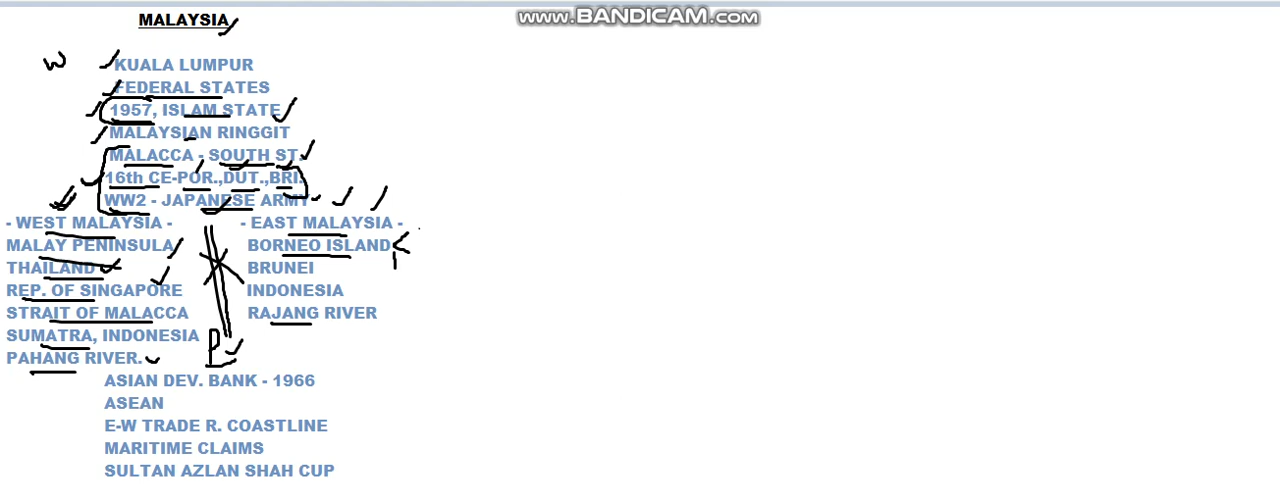 www.BANDICAM.com
MALAYSIA
W
KUALA LUMPUR
FEDERAL STATES
1957, ISLAM STATE
MALAYSIAN RINGGIT
MALACCA - SOUTH ST.
16th CE-POR.,DUT.,BRI.
WW2 - JAPANESE ARMY
- WEST MALAYSIA -
MALAY PENINSULA
THAILAND
REP. OF SINGAPORE
STRAIT OF MALACCA
SUMATRA, INDONESIA
PAHANG RIVER.
- EAST MALAYSIA -
BORNEO ISLAND
BRUNEI
INDONESIA
RAJANG RIVER
P
ASIAN DEV. BANK - 1966
ASEAN
E-W TRADE R. COASTLINE
MARITIME CLAIMS
SULTAN AZLAN SHAH CUP